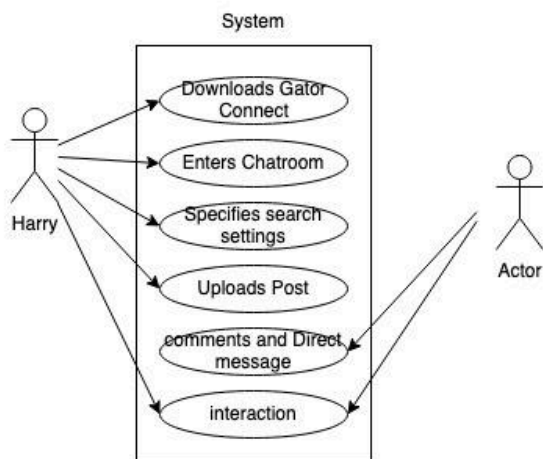 System
Downloads Gator
Connect
Enters Chatroom
Harry
Specifies search
settings
Actor
Uploads Post
comments and Direct
message
interaction